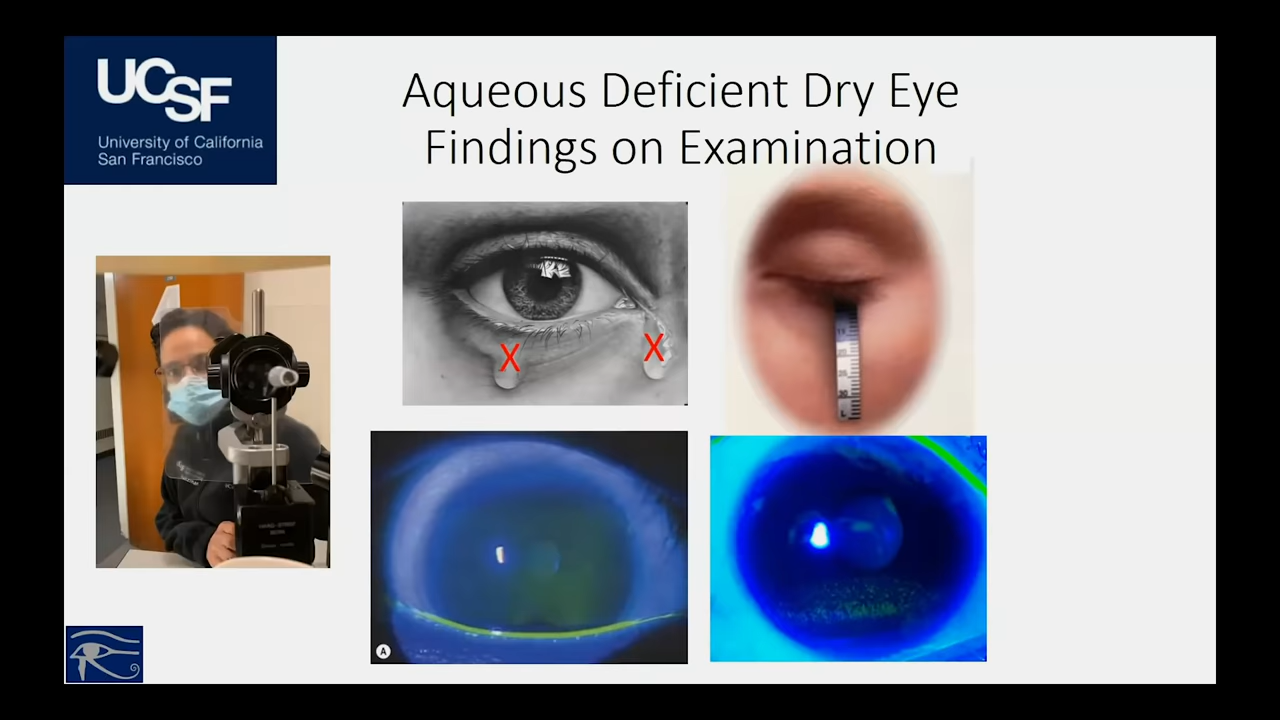 UCSF
University of California
San Francisco
Aqueous Deficient Dry Eye
Findings on Examination
X
X
A